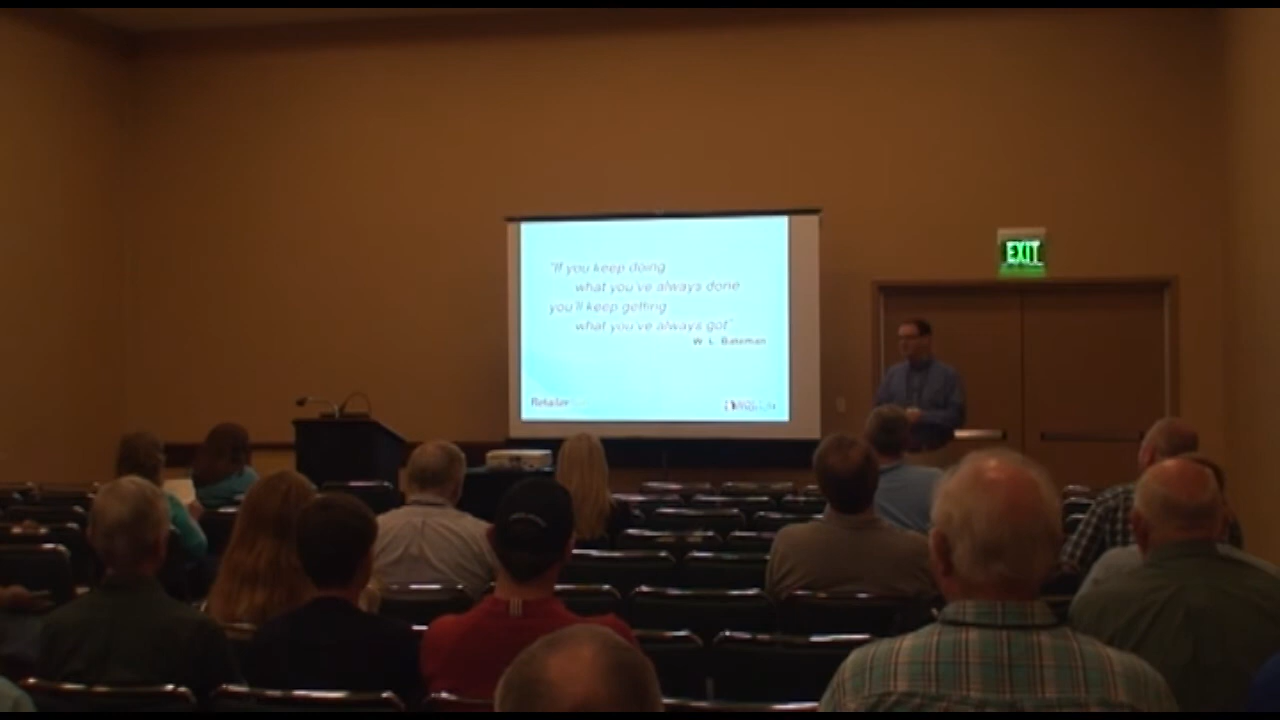 "If you keep doing
what you've always done
you'll keep getting
what you've always got"
W. L. Bateman
Retailer
EXIT